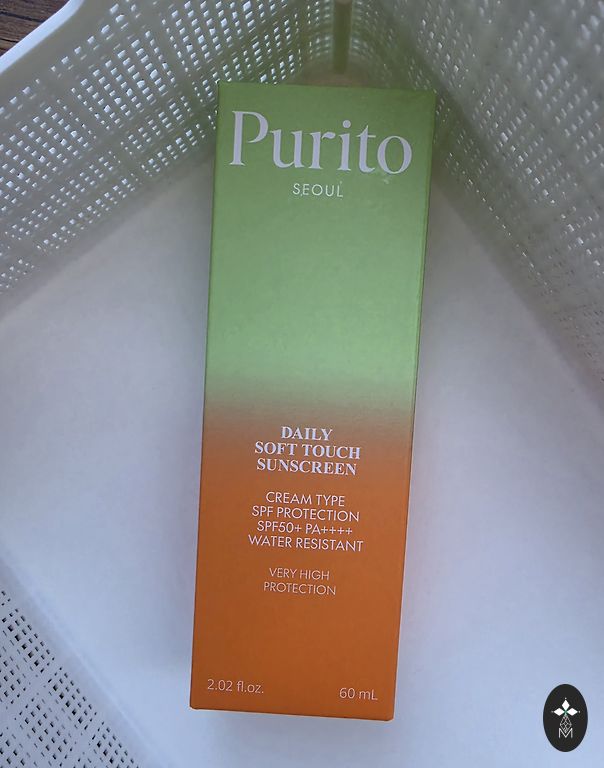 Purito
SEOUL
DAILY
SOFT TOUCH
SUNSCREEN
CREAM TYPE
SPF PROTECTION
SPF50+ PA++++
WATER RESISTANT
VERY HIGH
PROTECTION
2.02 fl.oz. 60 mL
M